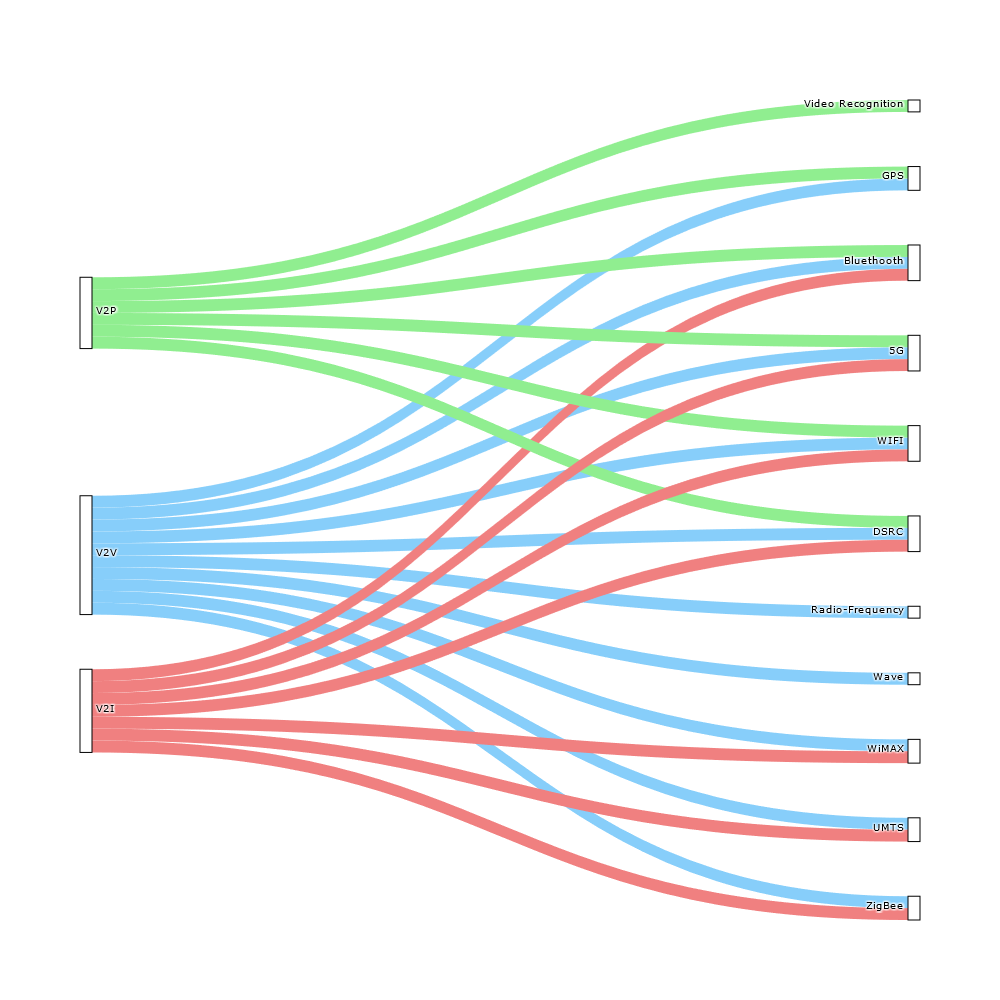 V2P
V2V
V2I
Video Recognition
GPS
Bluethooth
5G
WIFI
DSRC
Radio-Frequency
Wave
WiMAX
UMTS
ZigBee